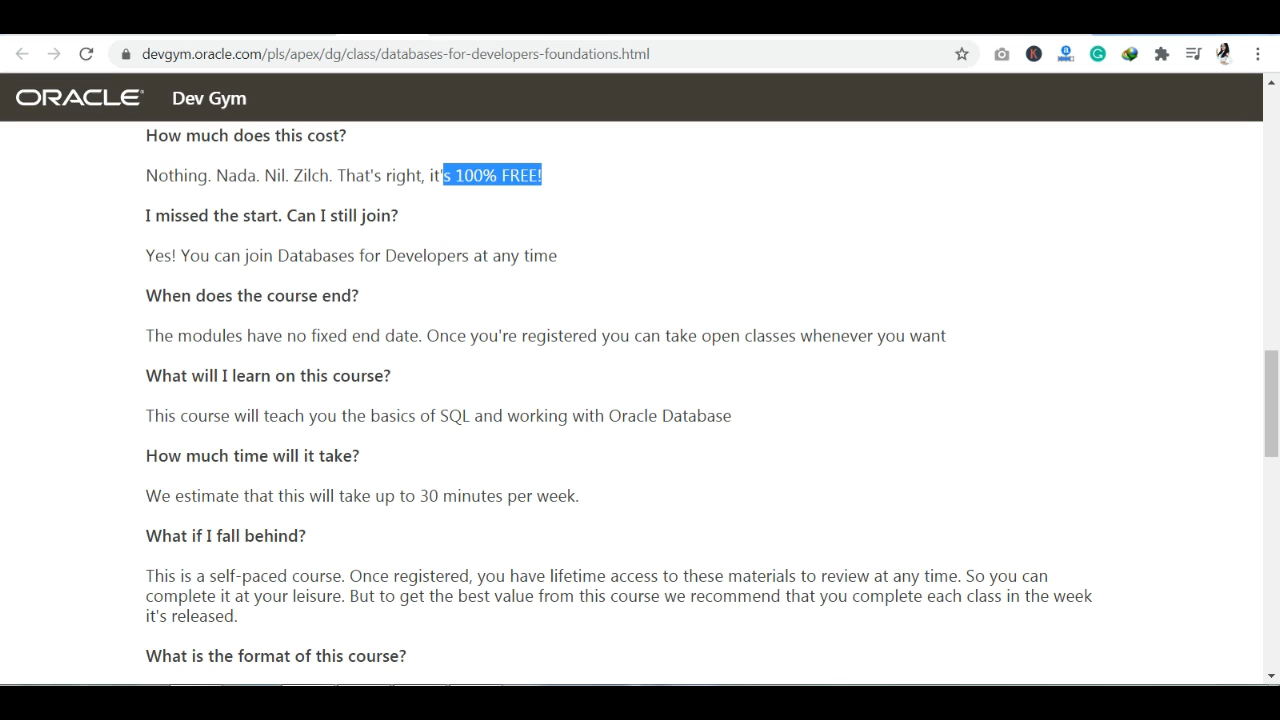 devgym.oracle.com/pls/apex/dg/class/databases-for-developers-foundations.html
ORACLE Dev Gym
How much does this cost?
Nothing. Nada. Nil. Zilch. That's right, it's 100% FREE!
I missed the start. Can I still join?
Yes! You can join Databases for Developers at any time
When does the course end?
The modules have no fixed end date. Once you're registered you can take open classes whenever you want
What will I learn on this course?
This course will teach you the basics of SQL and working with Oracle Database
How much time will it take?
We estimate that this will take up to 30 minutes per week.
What if I fall behind?
This is a self-paced course. Once registered, you have lifetime access to these materials to review at any time. So you can
complete it at your leisure. But to get the best value from this course we recommend that you complete each class in the week
it's released.
What is the format of this course?